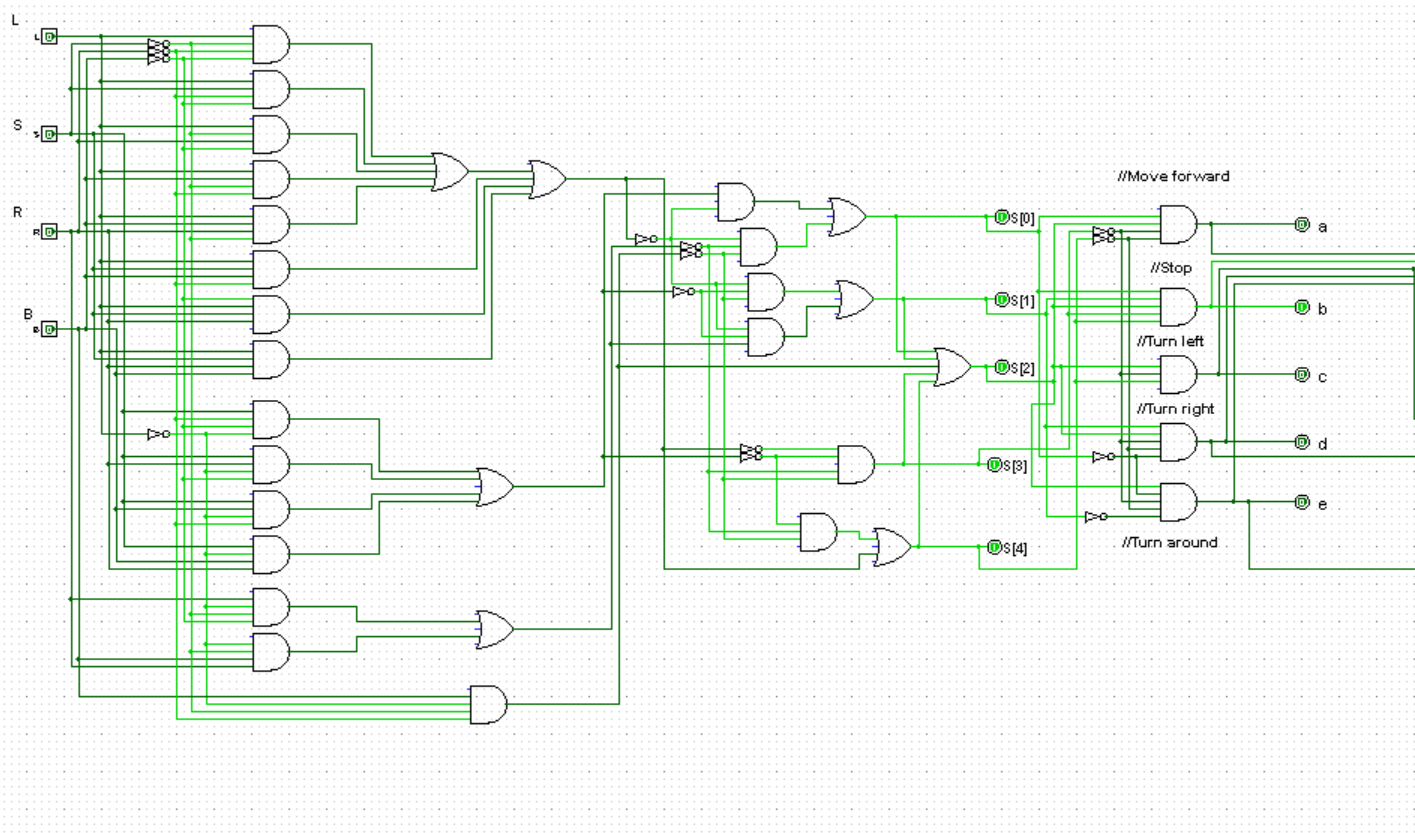 L
S
R
B
//Move forward
S[0]
a
//Stop
S[1]
b
//Turn left
S[2]
c
//Turn right
d
S[3]
e
//Turn around
S[4]